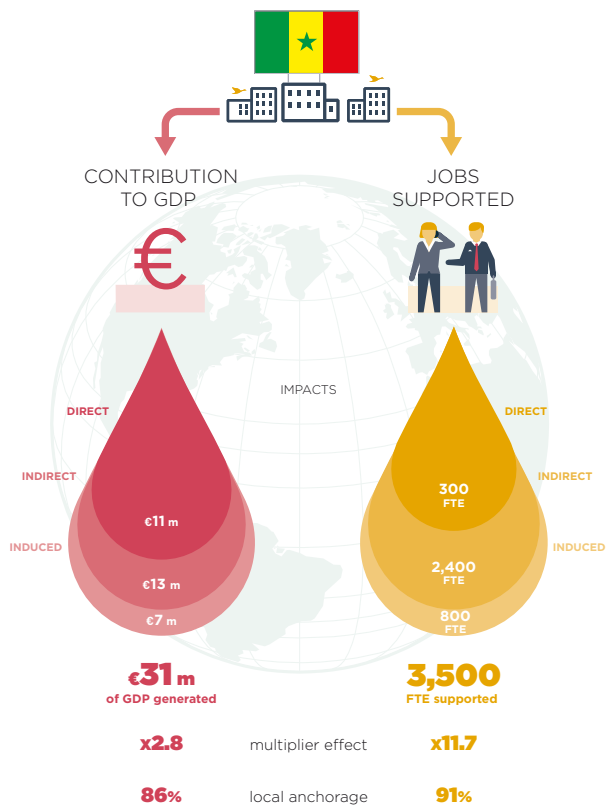 CONTRIBUTION
TO GDP
JOBS
SUPPORTED
€
IMPACTS
DIRECT
INDIRECT
INDUCED
€11 m
€13 m
€7 m
DIRECT
INDIRECT
INDUCED
300
FTE
2,400
FTE
800
FTE
€31 m
of GDP generated
3,500
FTE supported
x2.8 multiplier effect x11.7
86% local anchorage 91%